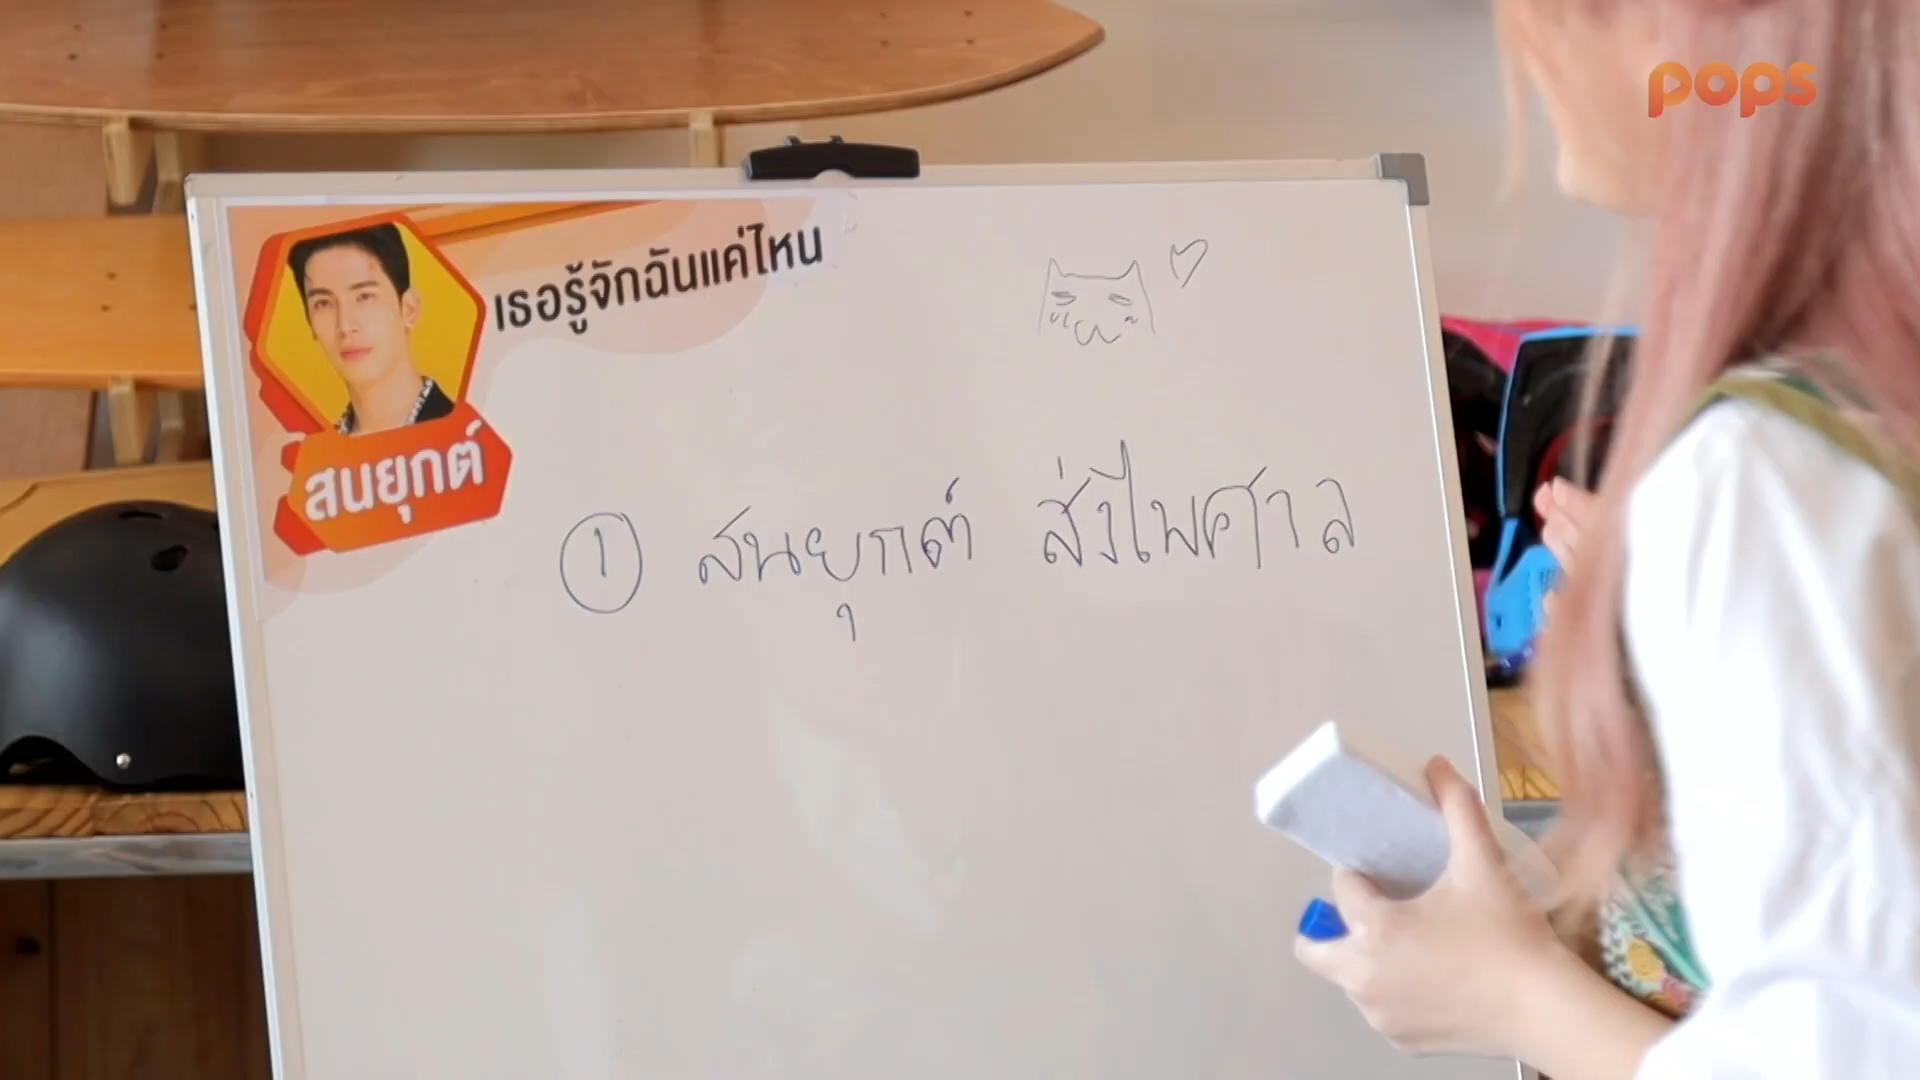 pops
เธอรู้จักฉันแค่ไหน
สนยุกต์
① สนยุกต์ ส่งไพศาล